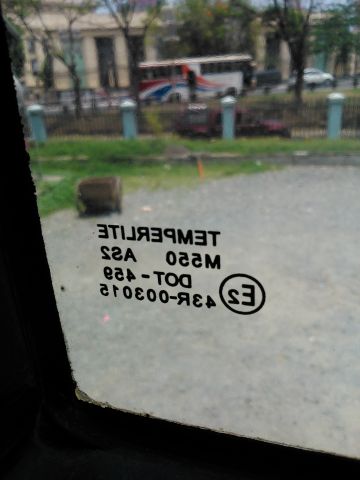 TEMPERLITE
M550 AS2
DOT-459
43R-003015
E2